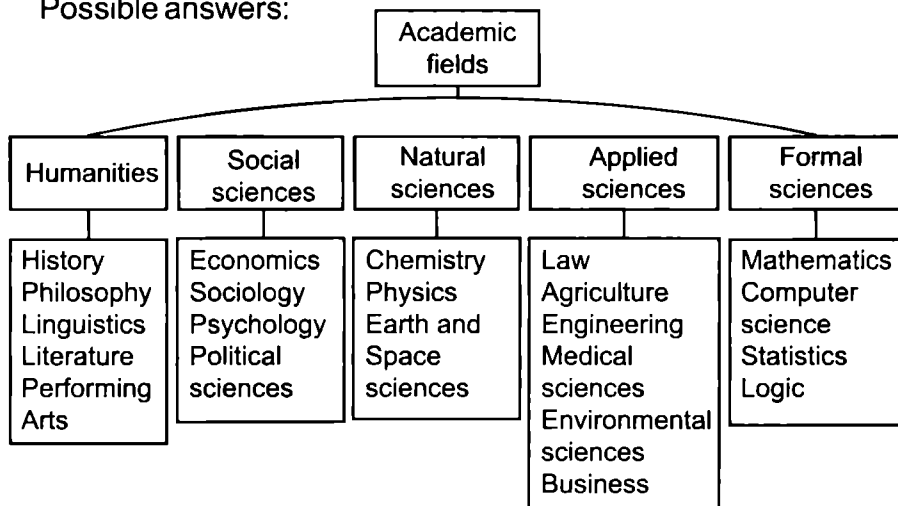 Possible answers:
Academic
fields
Humanities
Social
sciences
Natural
sciences
Applied
sciences
Formal
sciences
History
Philosophy
Linguistics
Literature
Performing
Arts
Economics
Sociology
Psychology
Political
sciences
Chemistry
Physics
Earth and
Space
sciences
Law
Agriculture
Engineering
Medical
sciences
Environmental
sciences
Business
Mathematics
Computer
science
Statistics
Logic